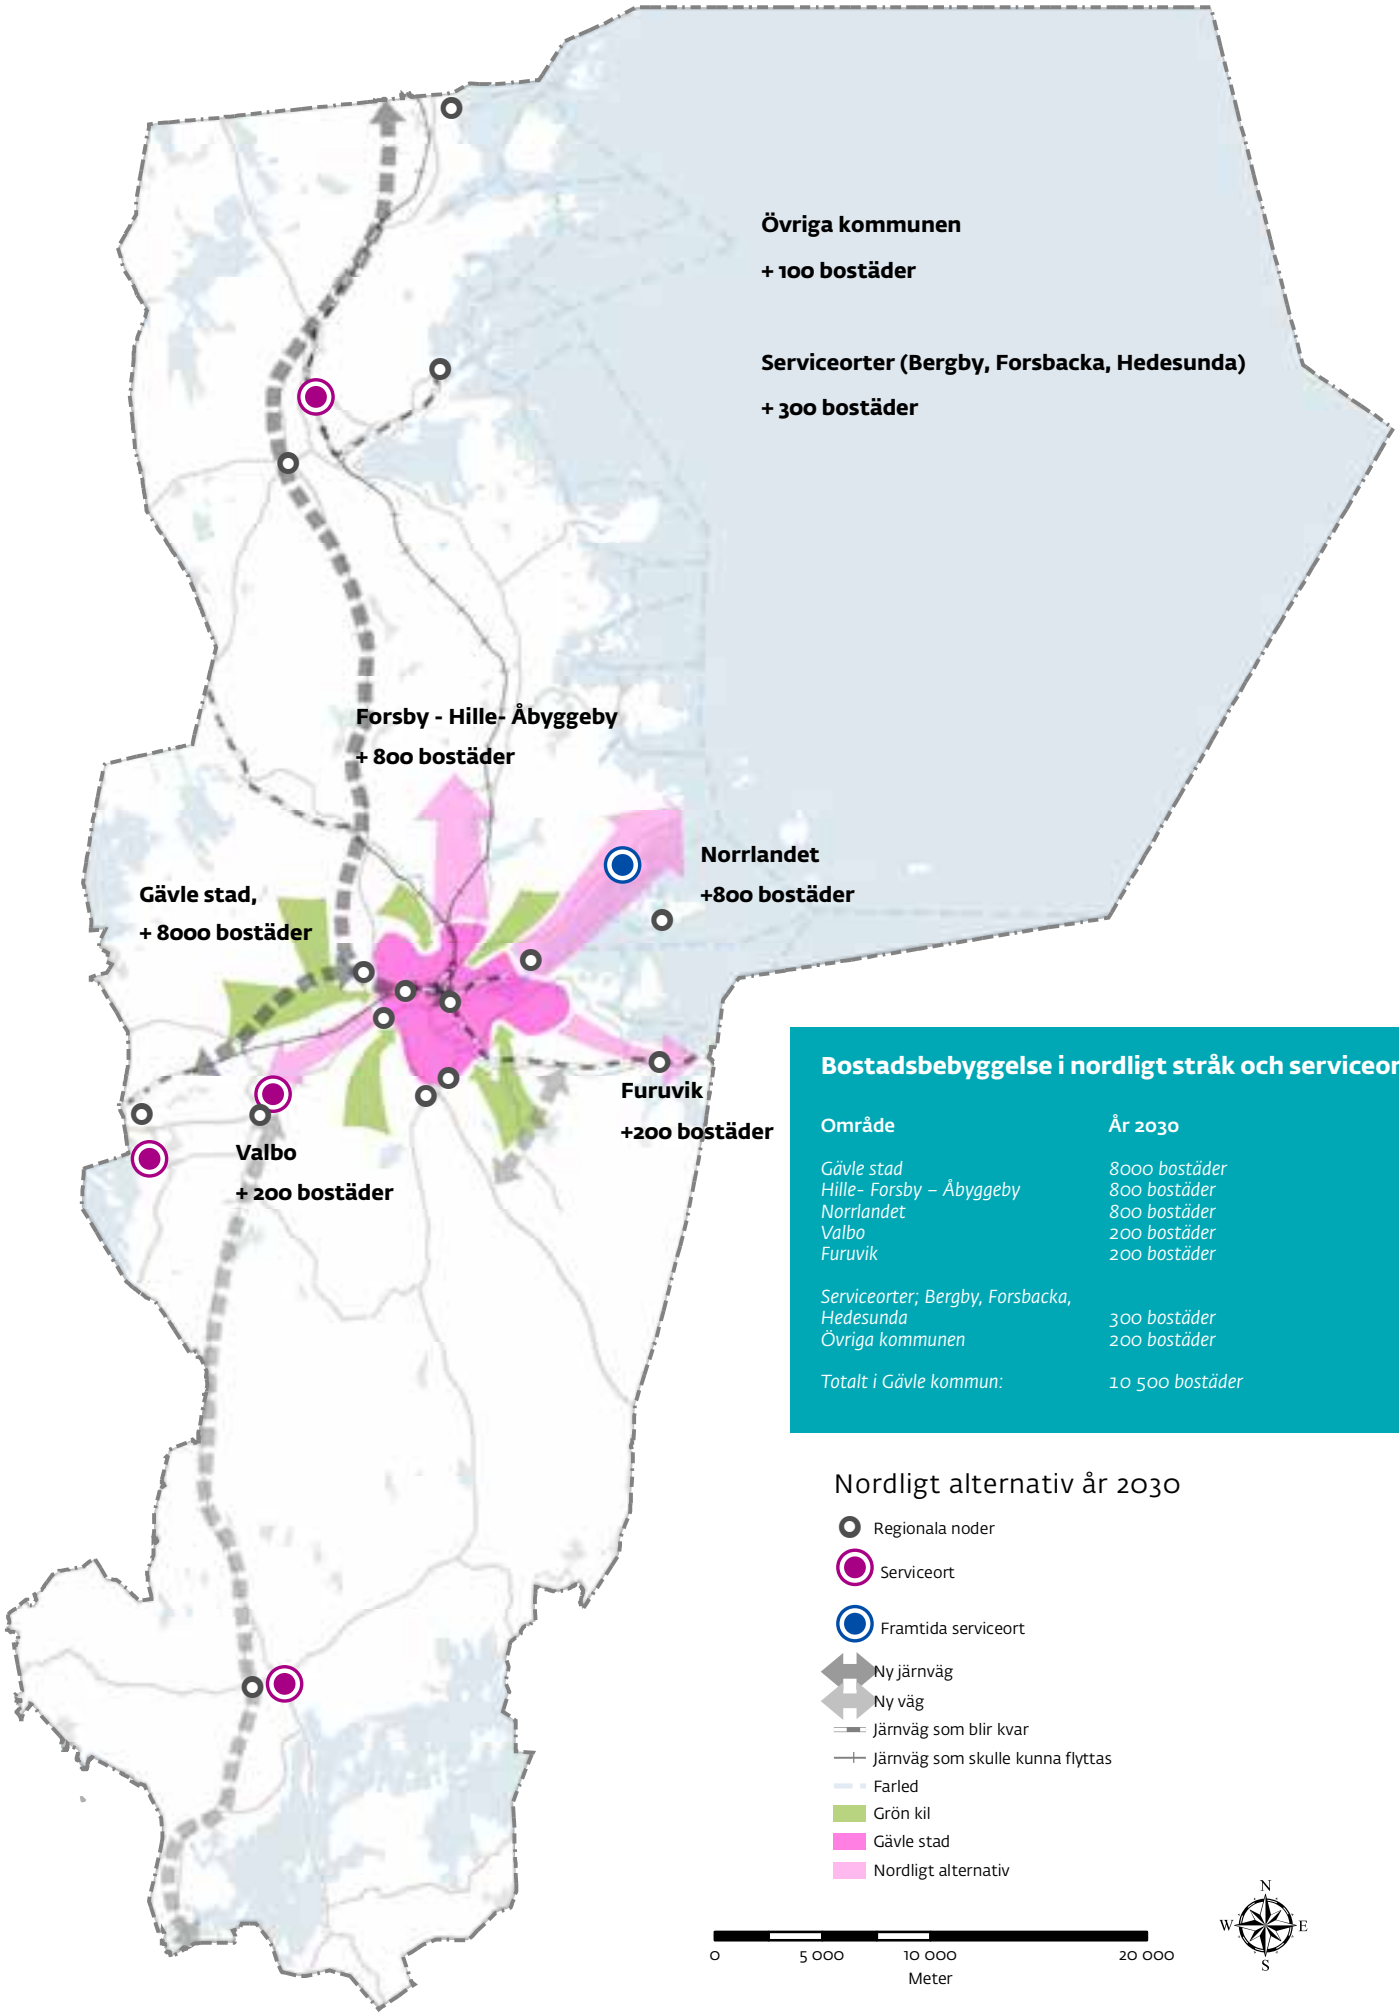 Övriga kommunen
+ 100 bostäder
Serviceorter (Bergby, Forsbacka, Hedesunda)
+ 300 bostäder
Forsby - Hille- Åbyggeby
+ 800 bostäder
Norrlandet
+800 bostäder
Gävle stad,
+ 8000 bostäder
Furuvik
+200 bostäder
Valbo
+ 200 bostäder
Bostadsbebyggelse i nordligt stråk och serviceor
Område År 2030
Gävle stad 8000 bostäder
Hille- Forsby – Åbyggeby 800 bostäder
Norrlandet 800 bostäder
Valbo 200 bostäder
Furuvik 200 bostäder
Serviceorter; Bergby, Forsbacka,
Hedesunda 300 bostäder
Övriga kommunen 200 bostäder
Totalt i Gävle kommun: 10 500 bostäder
Nordligt alternativ år 2030
Regionala noder
Serviceort
Framtida serviceort
Ny järnväg
Ny väg
Järnväg som blir kvar
Järnväg som skulle kunna flyttas
Farled
Grön kil
Gävle stad
Nordligt alternativ
N
W E
S
0 5 000 10 000 20 000
Meter